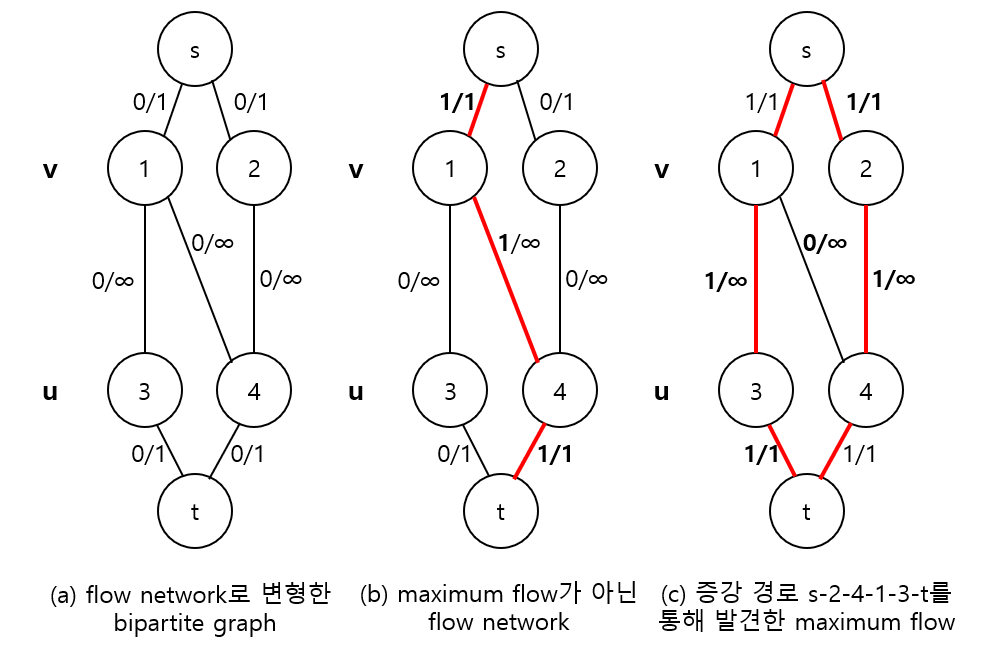 s s s
0/1 0/1 1/1 0/1 1/1 1/1
v 1 2 v 1 2 v 1 2
0/∞ 1/∞ 0/∞
0/∞ 0/∞ 0/∞ 0/∞ 1/∞ 1/∞
u 3 4 u 3 4 u 3 4
0/1 0/1 0/1 1/1 1/1 1/1
t t t
(a) flow network로 변형한
bipartite graph
(b) maximum flow가 아닌
flow network
(c) 증강 경로 s-2-4-1-3-t를
통해 발견한 maximum flow